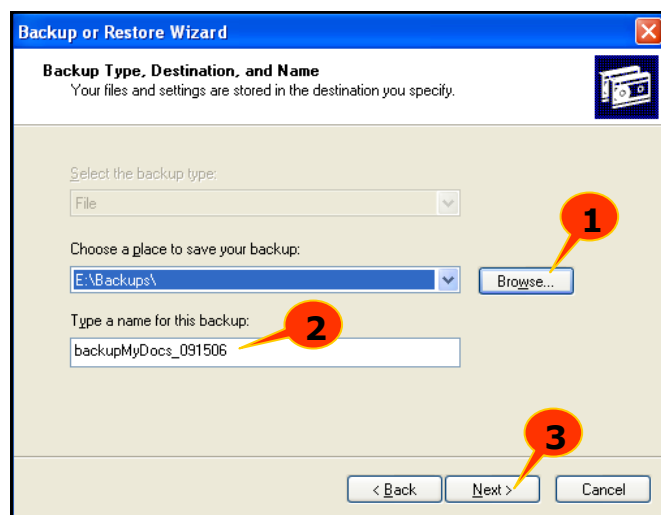 Backup or Restore Wizard
Backup Type, Destination, and Name
Your files and settings are stored in the destination you specify.
Select the backup type:
File
1
Choose a place to save your backup:
E:\Backups\
Browse...
Type a name for this backup:
2
backupMyDocs_091506
3
< Back
Next >
Cancel